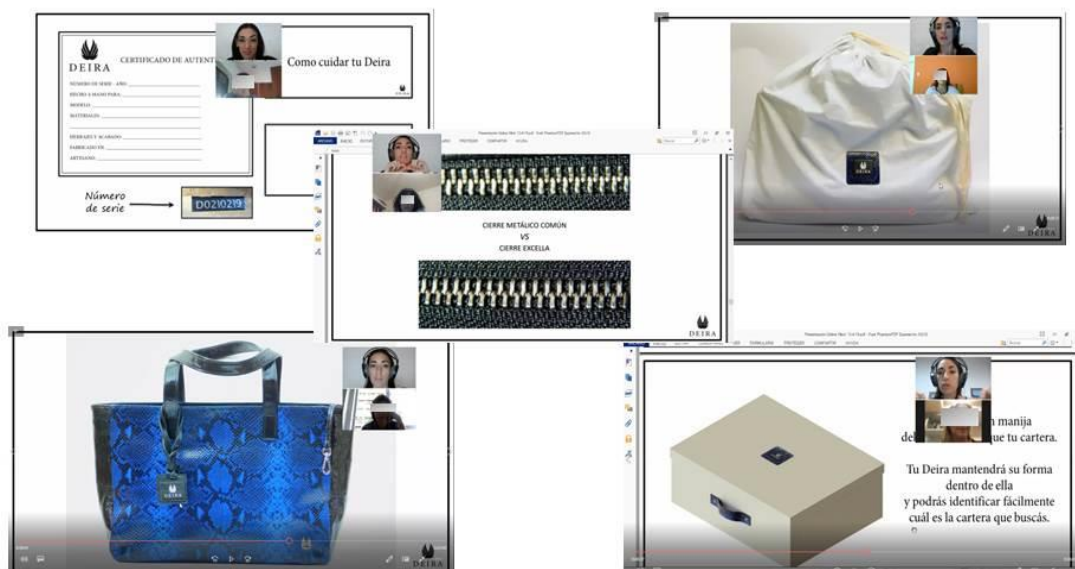 DEIRA
CERTIFICADO DE AUTENT
NÚMERO DE SERIE - AÑO:
HECHO A MANO PARA:
MODELO:
MATERIALES:
HERRAJES Y ACABADO:
FABRICADO EN:
ARTESANO:
Número
de serie
D0210219
Como cuidar tu Deira
DEIRA
DEIRA
DEIRA
CIERRE METÁLICO COMÚN
VS
CIERRE EXCELLA
DEIRA
DEIRA
DEIRA
manija
que tu cartera.
Tu Deira mantendrá su forma
dentro de ella
y podrás identificar fácilmente
cuál es la cartera que buscás.
DEIRA